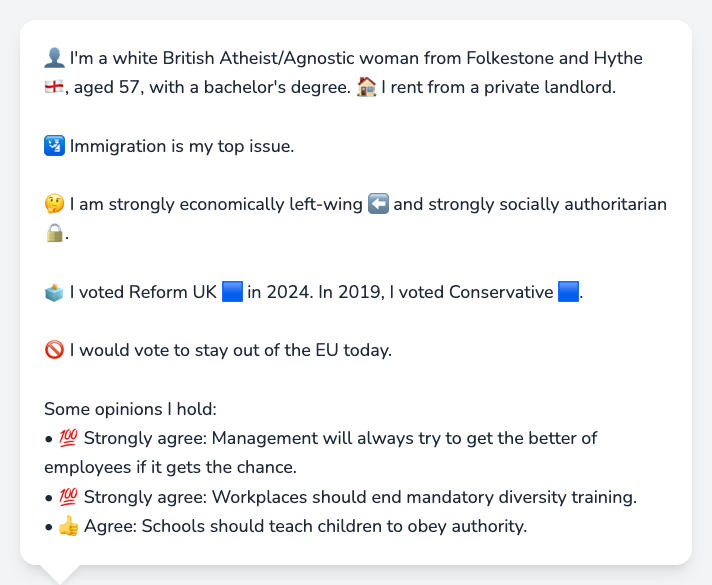 👤 I'm a white British Atheist/Agnostic woman from Folkestone and Hythe
🏴󠁧󠁢󠁥󠁮󠁧󠁿, aged 57, with a bachelor's degree. 🏠 I rent from a private landlord.
🛂 Immigration is my top issue.
🤔 I am strongly economically left-wing ⬅️ and strongly socially authoritarian
🔒.
🗳️ I voted Reform UK 🟦 in 2024. In 2019, I voted Conservative 🟦.
🚫 I would vote to stay out of the EU today.
Some opinions I hold:
• 💯 Strongly agree: Management will always try to get the better of
employees if it gets the chance.
• 💯 Strongly agree: Workplaces should end mandatory diversity training.
• 👍 Agree: Schools should teach children to obey authority.